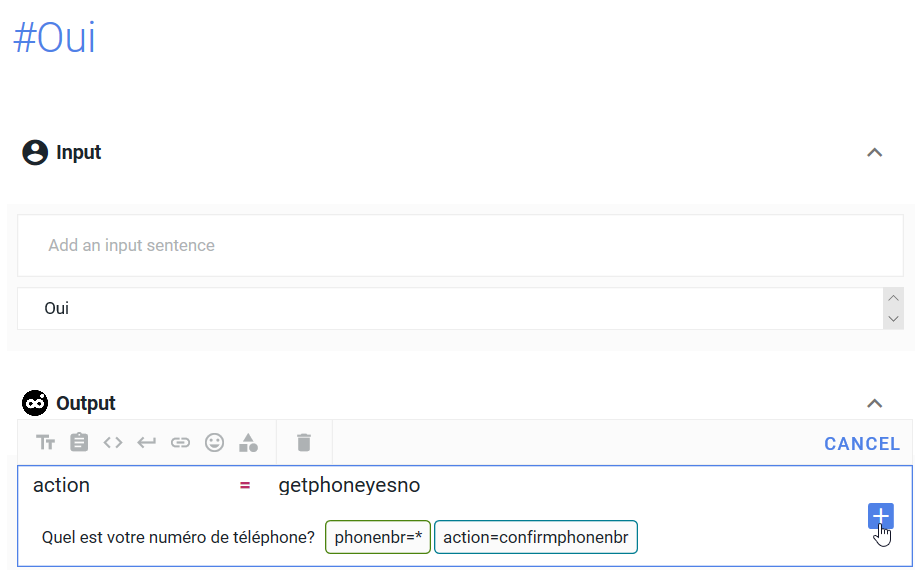 #Oui
Input
Add an input sentence
Oui
Output
Tт CANCEL
action = getphoneyesno
Quel est votre numéro de téléphone? phonenbr=* action=confirmphonenbr